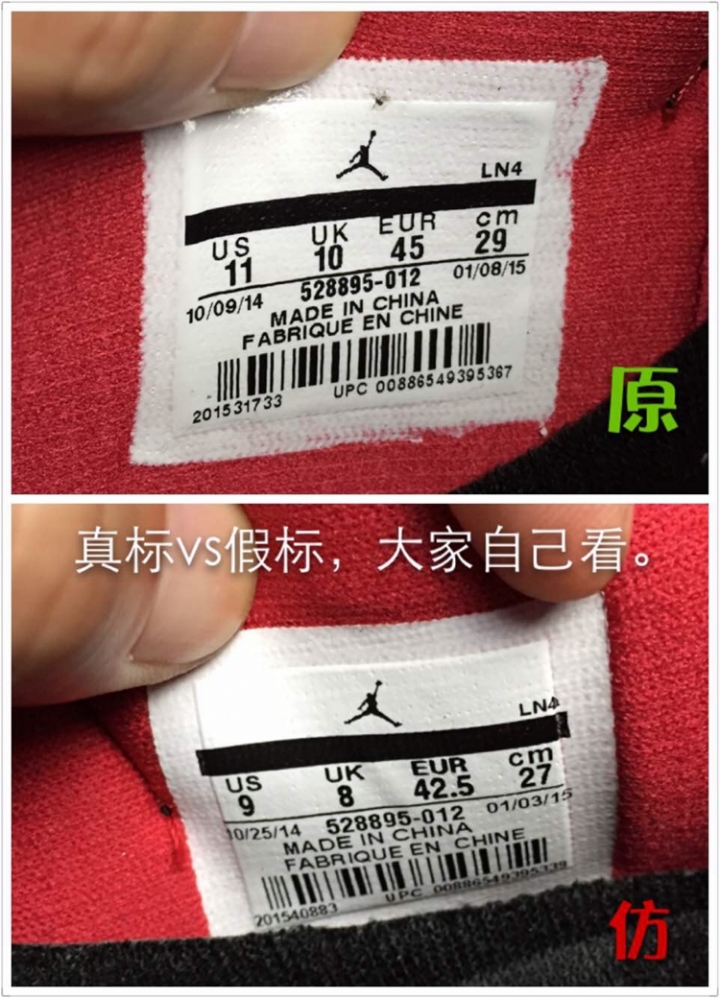 LN4
US UK EUR cm
11 10 45 29
10/09/14 528895-012 01/08/15
MADE IN CHINA
FABRIQUE EN CHINE
201531733 UPC 00886549395367
原
真标vs假标，大家自己看。
LN4
US UK EUR cm
9 8 42.5 27
10/25/14 528895-012 01/03/15
MADE IN CHINA
FABRIQUE EN CHINE
201540883 UPC 00886549395339
仿